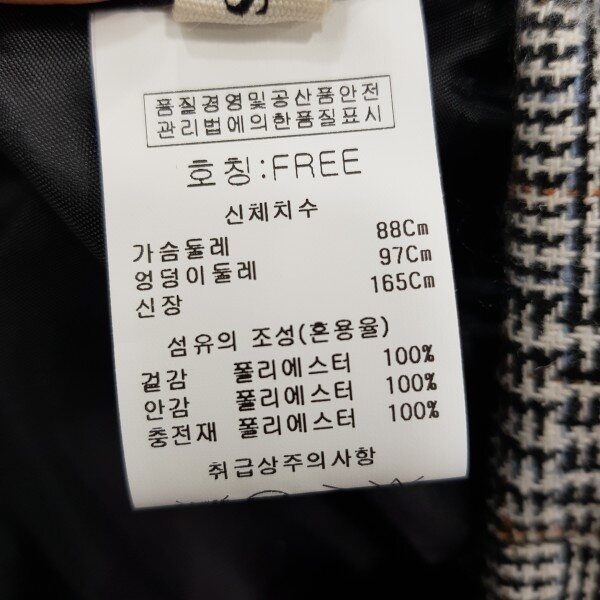 품질경영및공산품안전
관리법에의한품질표시
호칭:FREE
신체치수
가슴둘레 88Cm
엉덩이둘레 97Cm
신장 165Cm
섬유의 조성(혼용율)
겉감 폴리에스터 100%
안감 폴리에스터 100%
충전재 폴리에스터 100%
취급상주의사항